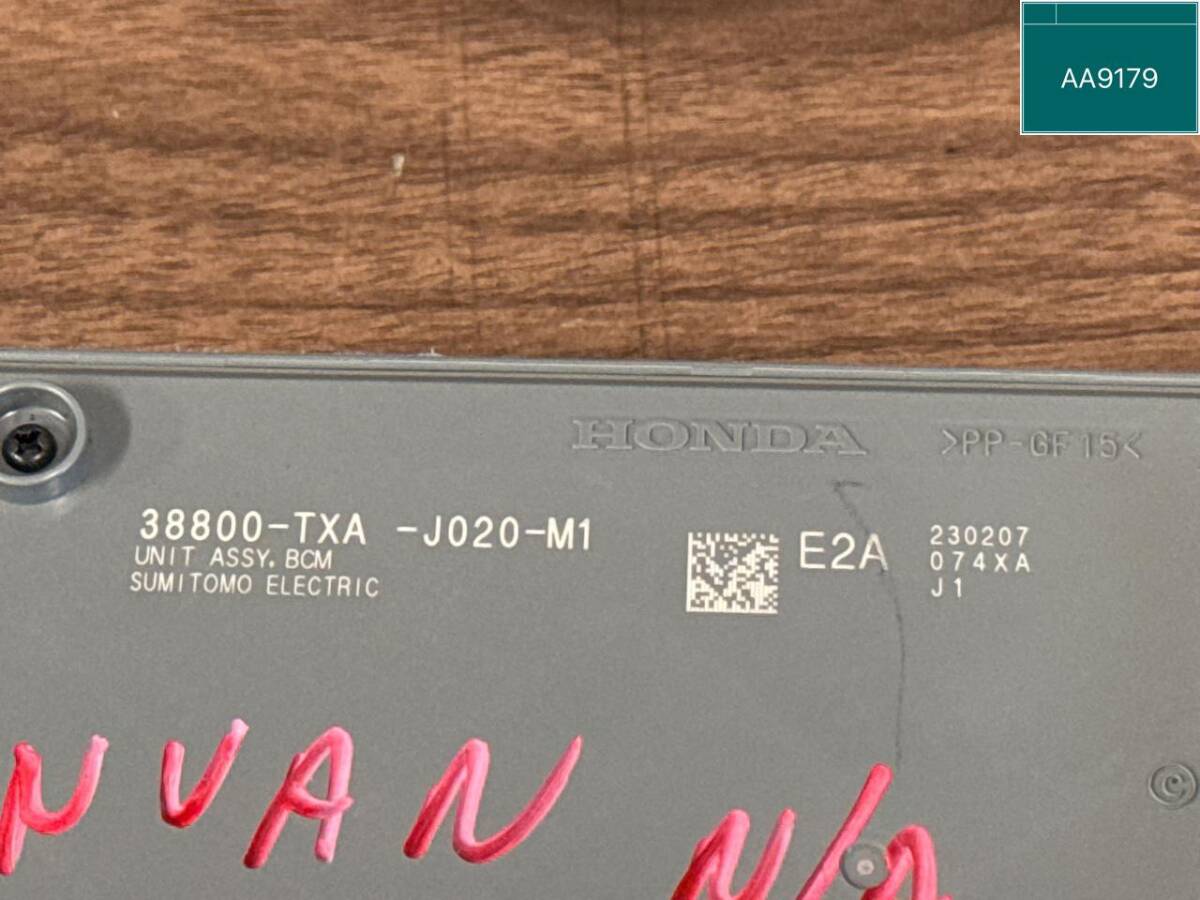 AA9179
HONDA
>PP-GF15<
38800-TXA -J020-M1
UNIT ASSY. BCM
SUMITOMO ELECTRIC
E2A
230207
074XA
J1
©
NVAN